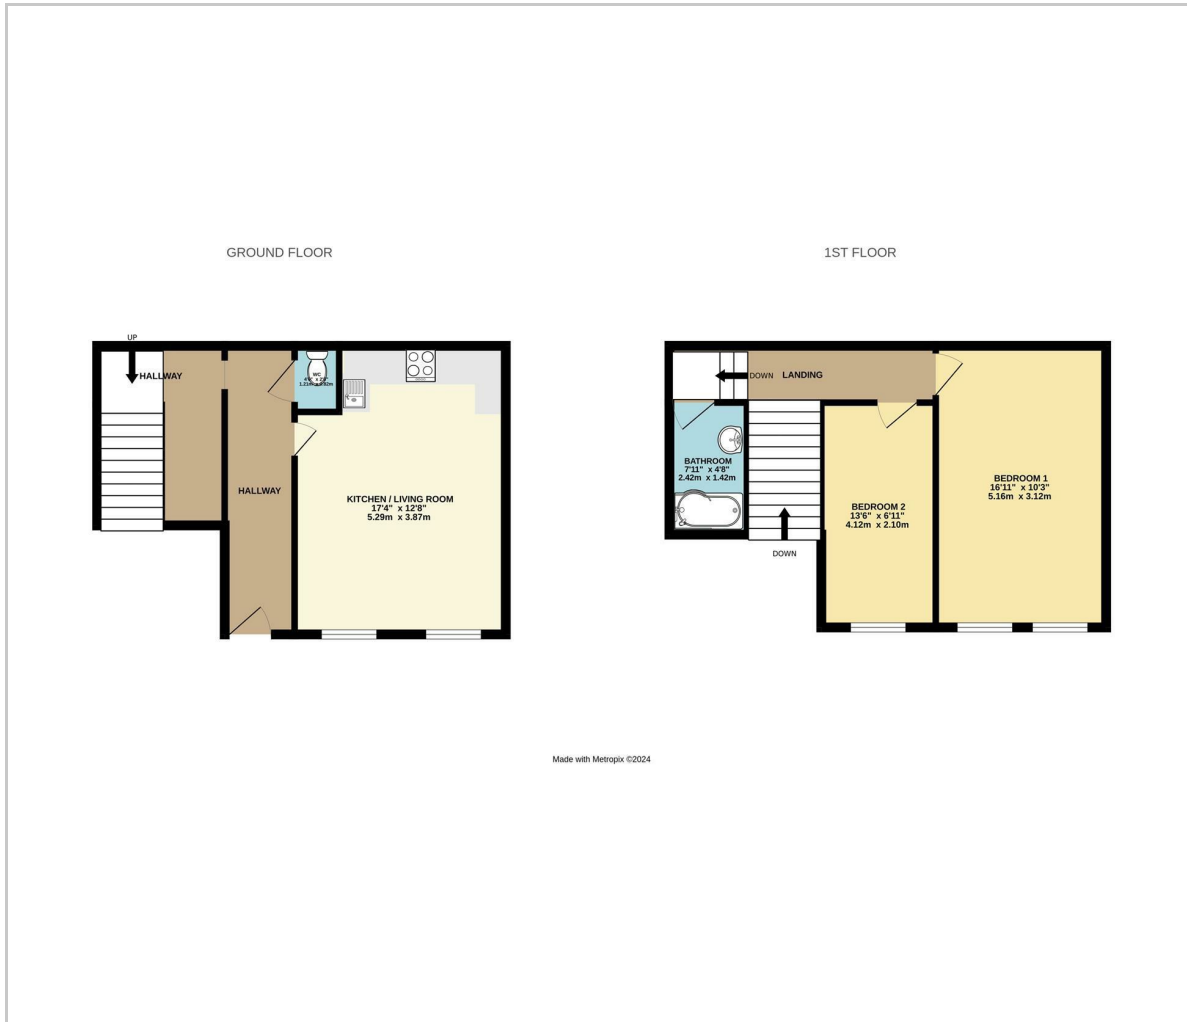 GROUND FLOOR
1ST FLOOR
UP
HALLWAY
WC
HALLWAY
KITCHEN / LIVING ROOM
17'4" x 12'8"
5.29m x 3.87m
DOWN
LANDING
BATHROOM
7'11" x 4'8"
2.42m x 1.42m
BEDROOM 2
13'6" x 6'11"
4.12m x 2.10m
BEDROOM 1
16'11" x 10'3"
5.16m x 3.12m
DOWN
Made with Metropix ©2024